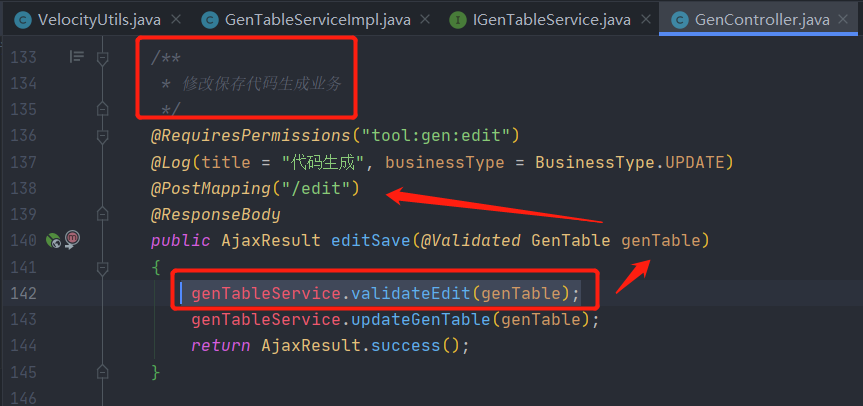 VelocityUtils.java GenTableServiceImpl.java IGenTableService.java GenController.java
133 /**
134 * 修改保存代码生成业务
135 */
136 @RequiresPermissions("tool:gen:edit")
137 @Log(title = "代码生成", businessType = BusinessType.UPDATE)
138 @PostMapping("/edit")
139 @ResponseBody
140 public AjaxResult editSave(@Validated GenTable genTable)
141 {
142 genTableService.validateEdit(genTable);
143 genTableService.updateGenTable(genTable);
144 return AjaxResult.success();
145 }
146